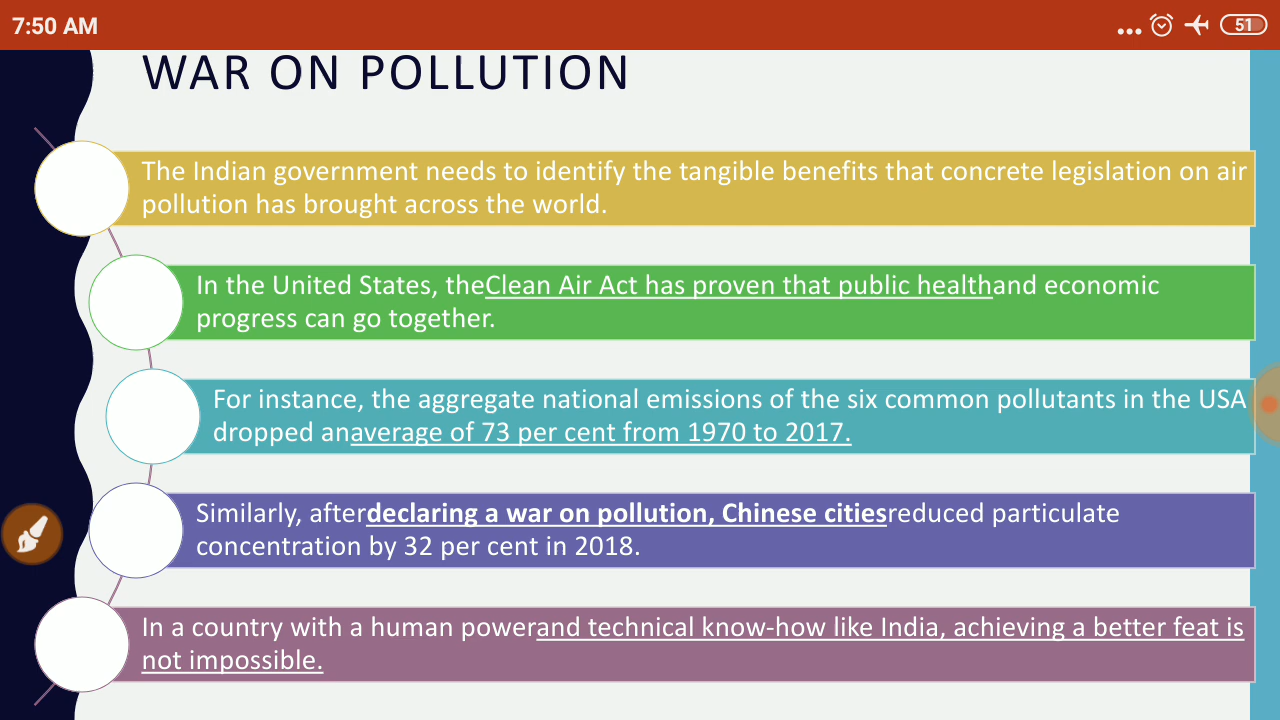 7:50 AM
51
WAR ON POLLUTION
The Indian government needs to identify the tangible benefits that concrete legislation on air
pollution has brought across the world.
In the United States, theClean Air Act has proven that public healthand economic
progress can go together.
For instance, the aggregate national emissions of the six common pollutants in the USA
dropped anaverage of 73 per cent from 1970 to 2017.
Similarly, afterdeclaring a war on pollution, Chinese citiesreduced particulate
concentration by 32 per cent in 2018.
In a country with a human powerand technical know-how like India, achieving a better feat is
not impossible.